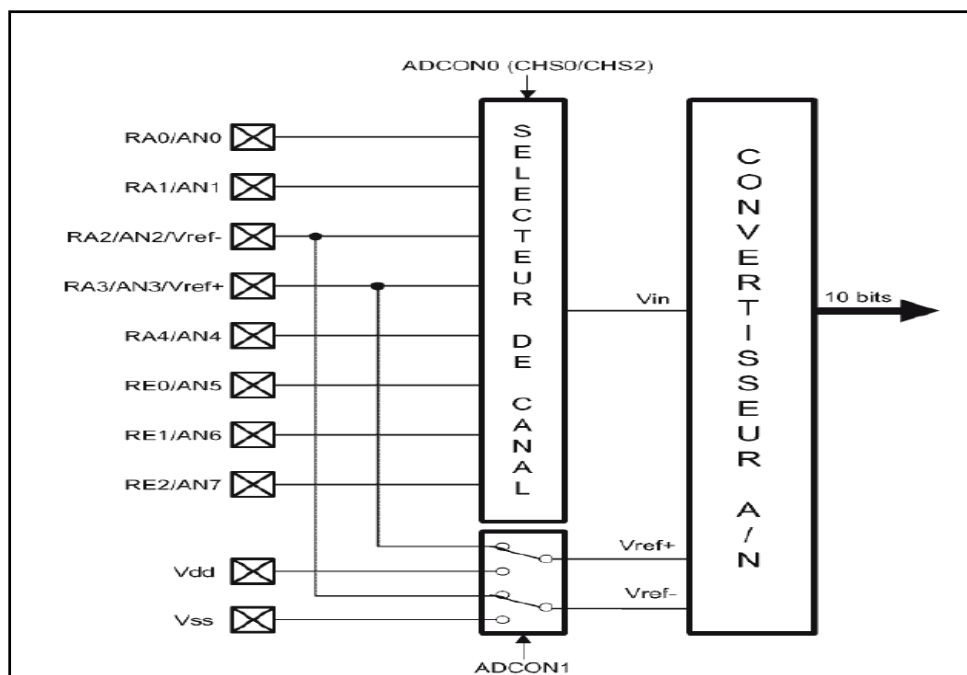 ADCON0 (CHS0/CHS2)
RA0/AN0
RA1/AN1
RA2/AN2/Vref-
RA3/AN3/Vref+
RA4/AN4
RE0/AN5
RE1/AN6
RE2/AN7
Vdd
Vss
SELECTEUR DE CANAL
Vin
Vref+
Vref-
ADCON1
CONVERTISSEUR A/N
10 bits